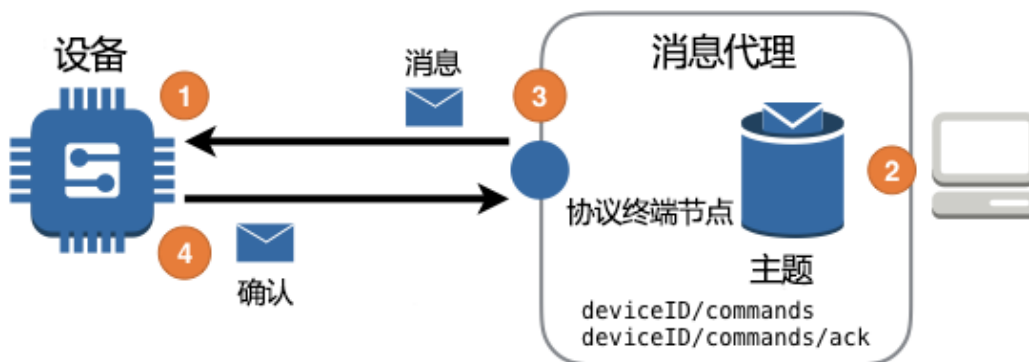 设备
1
消息
3
消息代理
2
协议终端节点
4
确认
主题
deviceID/commands
deviceID/commands/ack